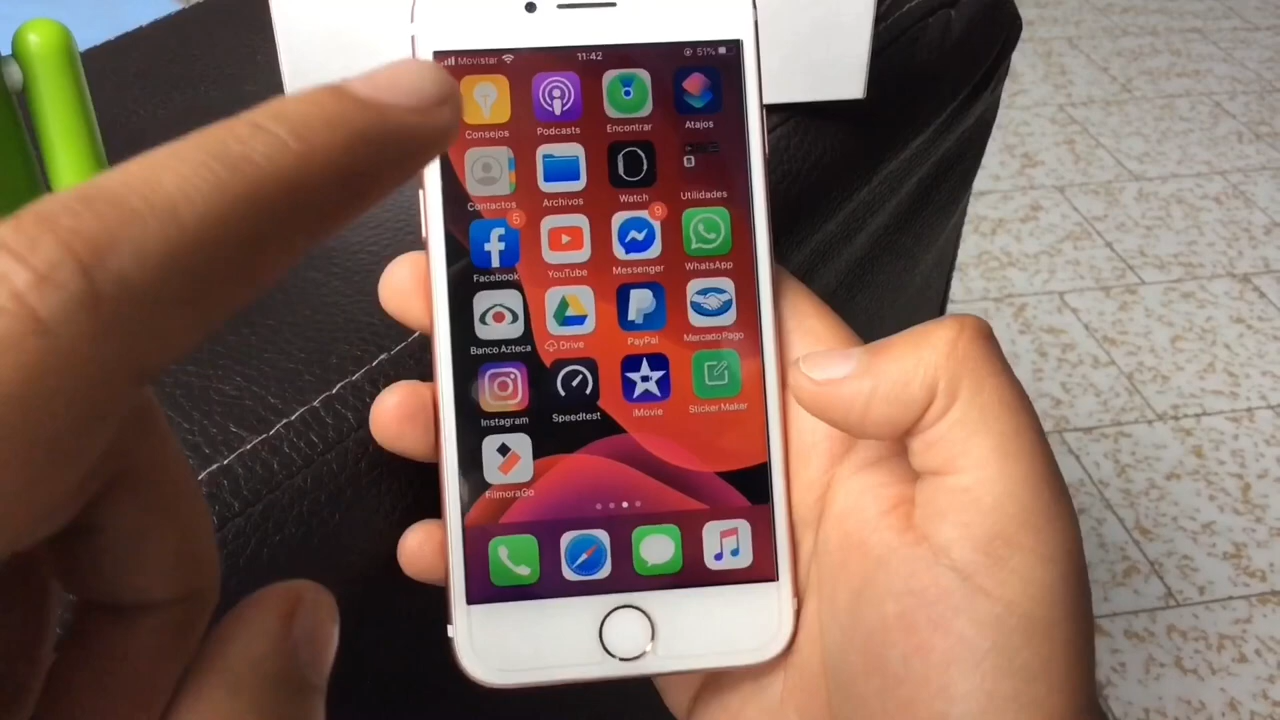 Movistar 11:42 51%
Consejos Podcasts Encontrar Atajos
Contactos Archivos Watch Utilidades
5 9
Facebook YouTube Messenger WhatsApp
Banco Azteca Drive PayPal Mercado Pago
Instagram Speedtest iMovie Sticker Maker
FilmoraGo